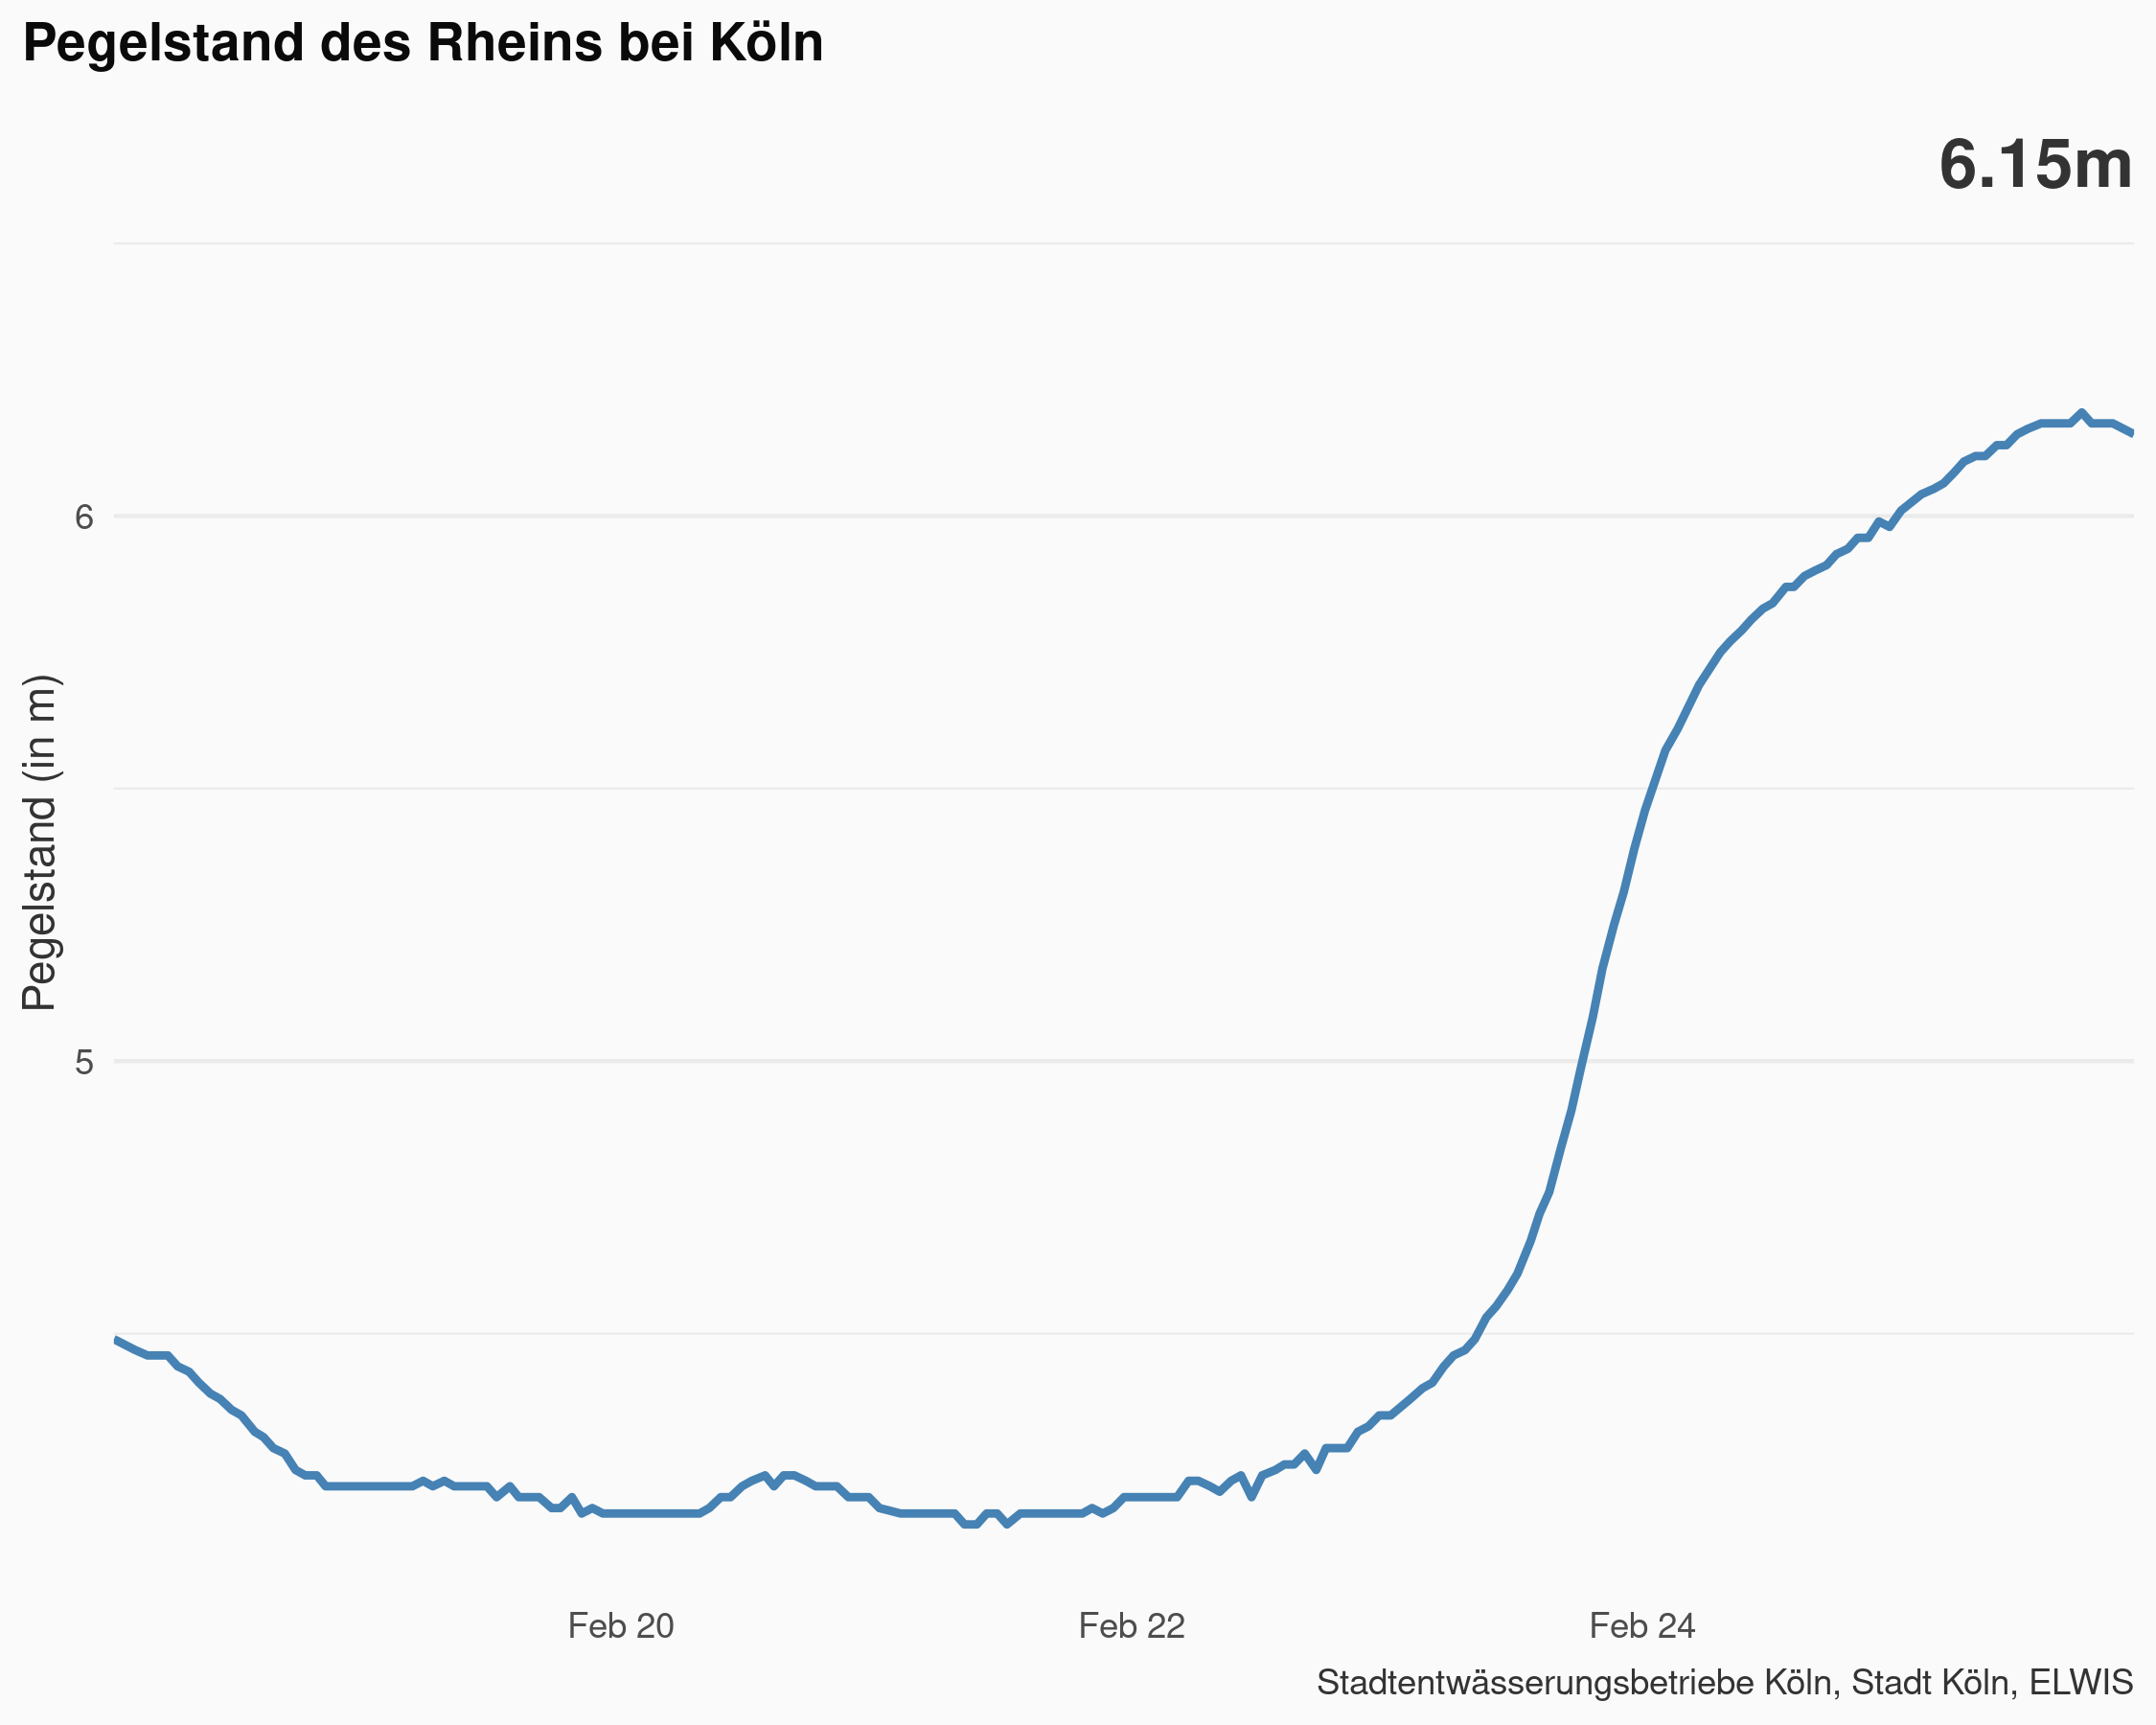 Pegelstand des Rheins bei Köln
6.15m
Pegelstand (in m)
6
5
Feb 20
Feb 22
Feb 24
Stadtentwässerungsbetriebe Köln, Stadt Köln, ELWIS